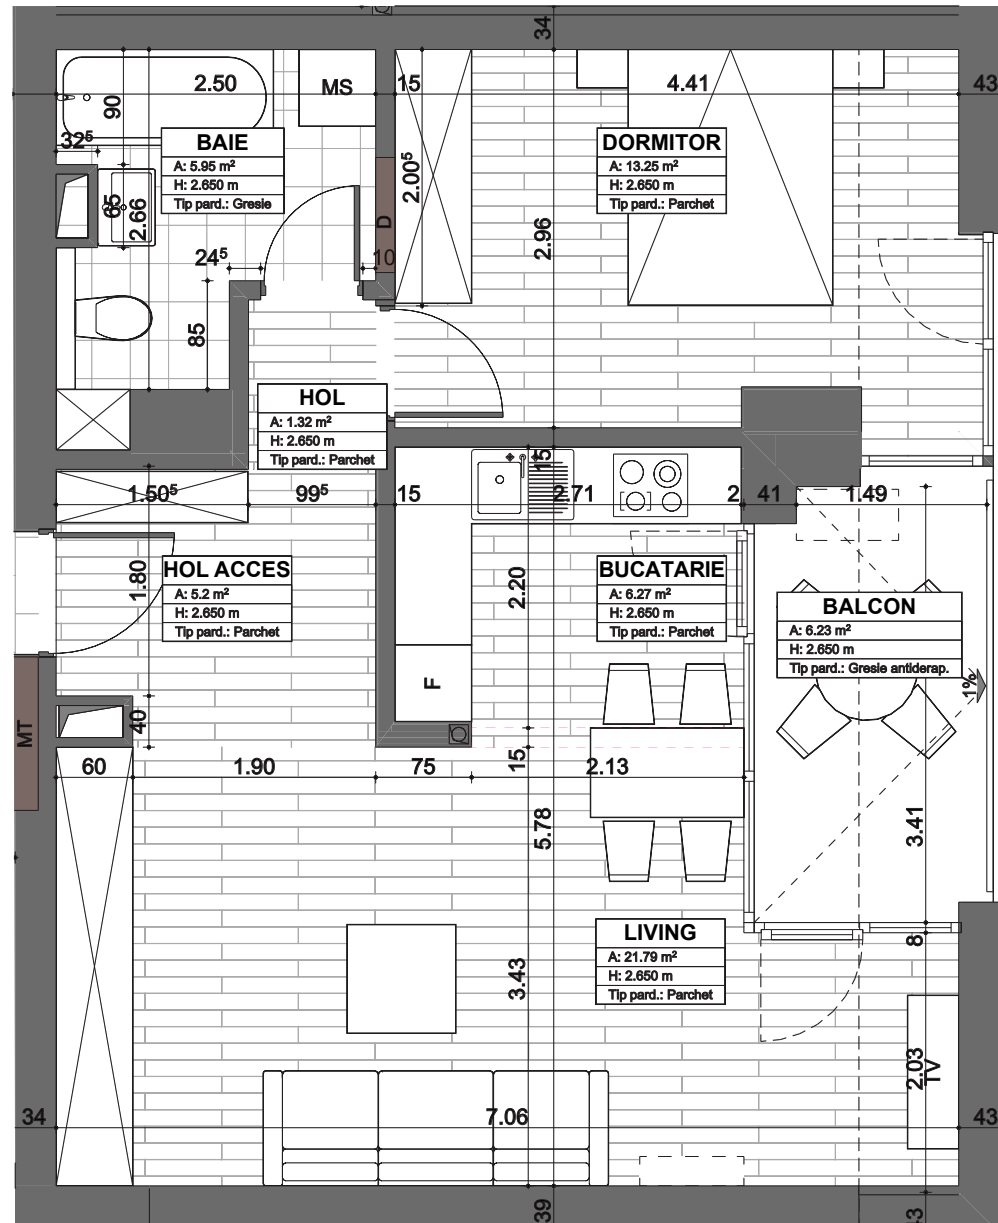 34
2.50
MS
15
4.41
43
90
32⁵
BAIE
A: 5.95 m²
H: 2.650 m
Tip pard.: Gresie
DORMITOR
A: 13.25 m²
H: 2.650 m
Tip pard.: Parchet
2.00⁵
65
2.66
D
2.96
24⁵
10
85
HOL
A: 1.32 m²
H: 2.650 m
Tip pard.: Parchet
15
1.50⁵
99⁵
15
2.71
2
41
1.49
HOL ACCES
A: 5.2 m²
H: 2.650 m
Tip pard.: Parchet
1.80
2.20
BUCATARIE
A: 6.27 m²
H: 2.650 m
Tip pard.: Parchet
BALCON
A: 6.23 m²
H: 2.650 m
Tip pard.: Gresie antiderap.
1%
F
MT
40
15
60
1.90
75
2.13
5.78
3.41
LIVING
A: 21.79 m²
H: 2.650 m
Tip pard.: Parchet
8
3.43
2.03
TV
34
7.06
43
39